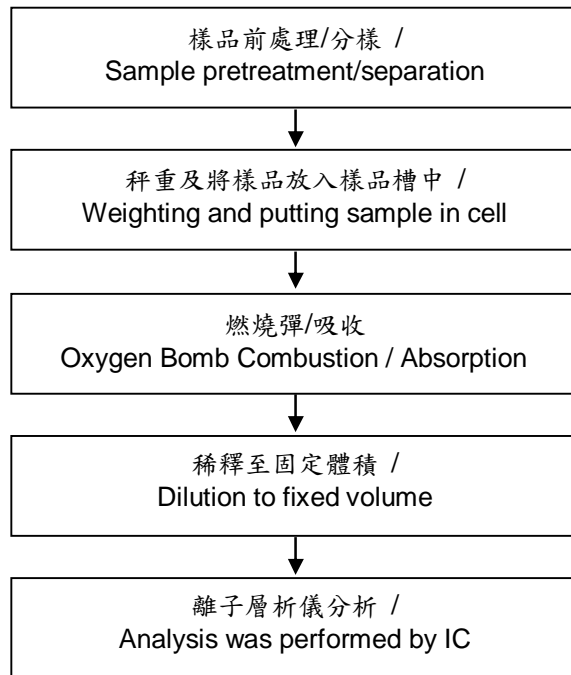 樣品前處理/分樣 /
Sample pretreatment/separation
秤重及將樣品放入樣品槽中 /
Weighting and putting sample in cell
燃燒彈/吸收
Oxygen Bomb Combustion / Absorption
稀釋至固定體積 /
Dilution to fixed volume
離子層析儀分析 /
Analysis was performed by IC